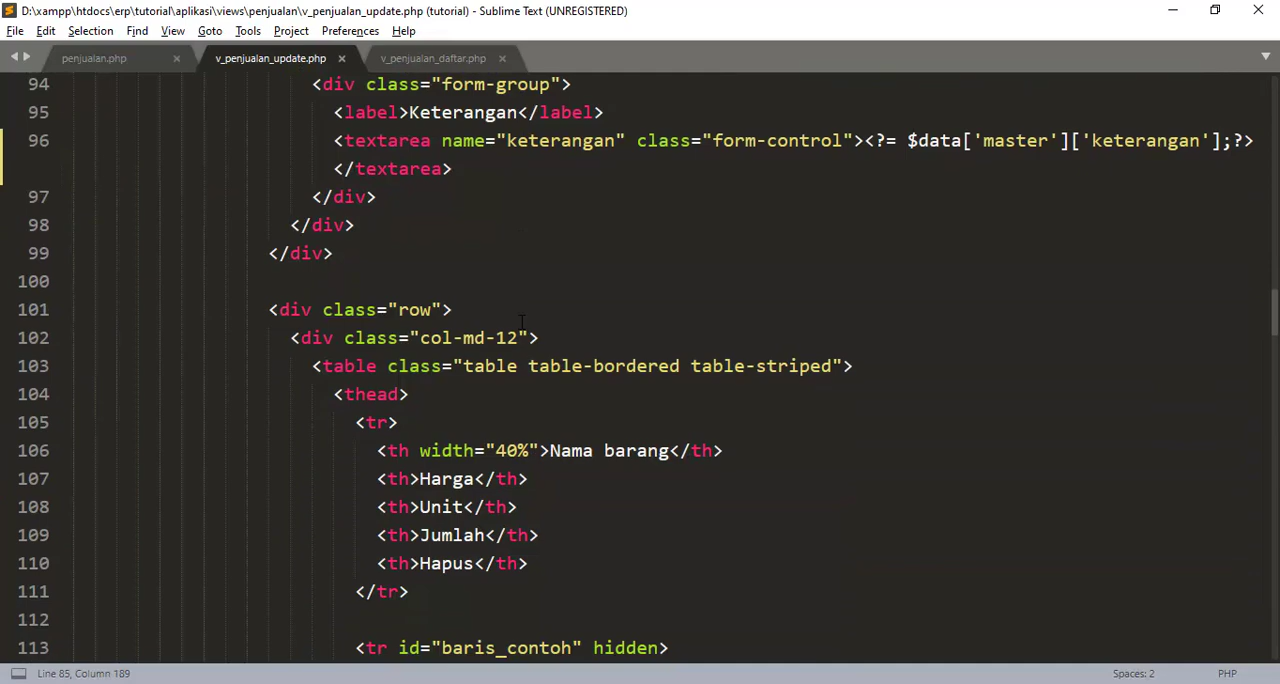 D:\xampp\htdocs\erp\tutorial\aplikasi\views\penjualan\v_penjualan_update.php (tutorial) - Sublime Text (UNREGISTERED)
File Edit Selection Find View Goto Tools Project Preferences Help
penjualan.php v_penjualan_update.php v_penjualan_daftar.php
94 <div class="form-group">
95 <label>Keterangan</label>
96 <textarea name="keterangan" class="form-control"><?= $data['master']['keterangan'];?>
</textarea>
97 </div>
98 </div>
99 </div>
100
101 <div class="row">
102 <div class="col-md-12">
103 <table class="table table-bordered table-striped">
104 <thead>
105 <tr>
106 <th width="40%">Nama barang</th>
107 <th>Harga</th>
108 <th>Unit</th>
109 <th>Jumlah</th>
110 <th>Hapus</th>
111 </tr>
112
113 <tr id="baris_contoh" hidden>
Line 85, Column 189 Spaces: 2 PHP